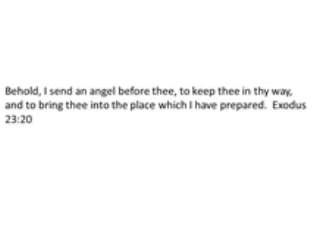 Behold, I send an angel before thee, to keep thee in thy way,
and to bring thee into the place which I have prepared.  Exodus
23:20